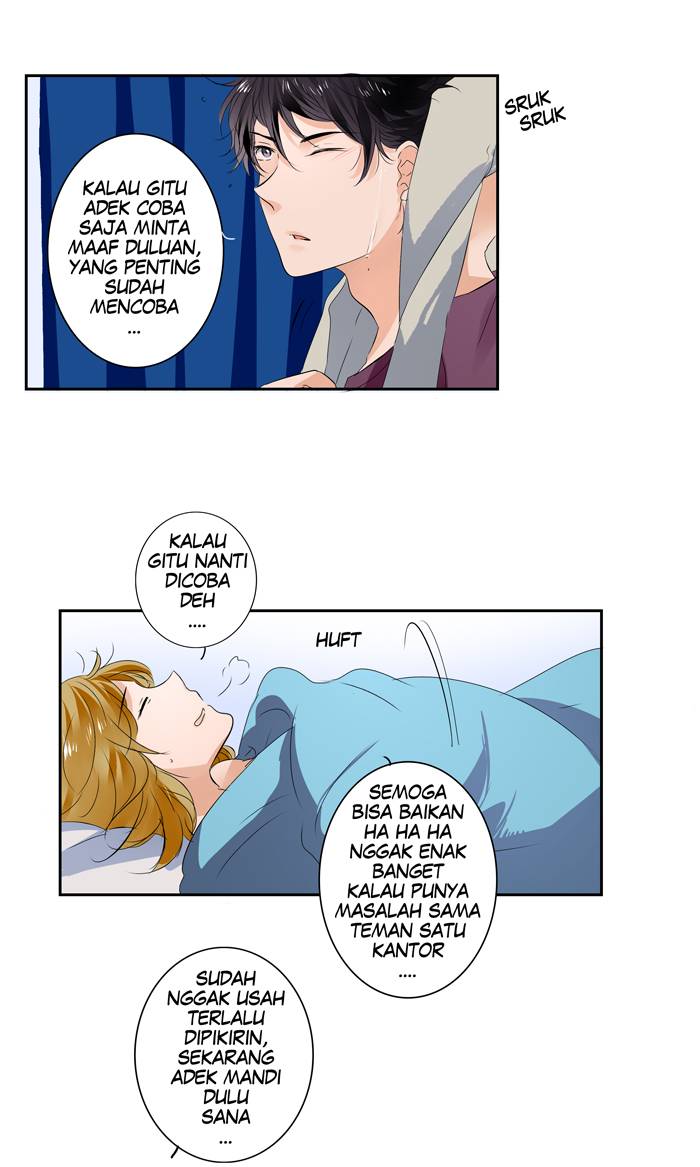 SRUK
SRUK
KALAU GITU
ADEK COBA
SAJA MINTA
MAAF DULUAN,
YANG PENTING
SUDAH
MENCOBA
...
KALAU
GITU NANTI
DICOBA
DEH
....
HUFT
SEMOGA
BISA BAIKAN
HA HA HA
NGGAK ENAK
BANGET
KALAU PUNYA
MASALAH SAMA
TEMAN SATU
KANTOR
....
SUDAH
NGGAK USAH
TERLALU
DIPIKIRIN,
SEKARANG
ADEK MANDI
DULU
SANA
...